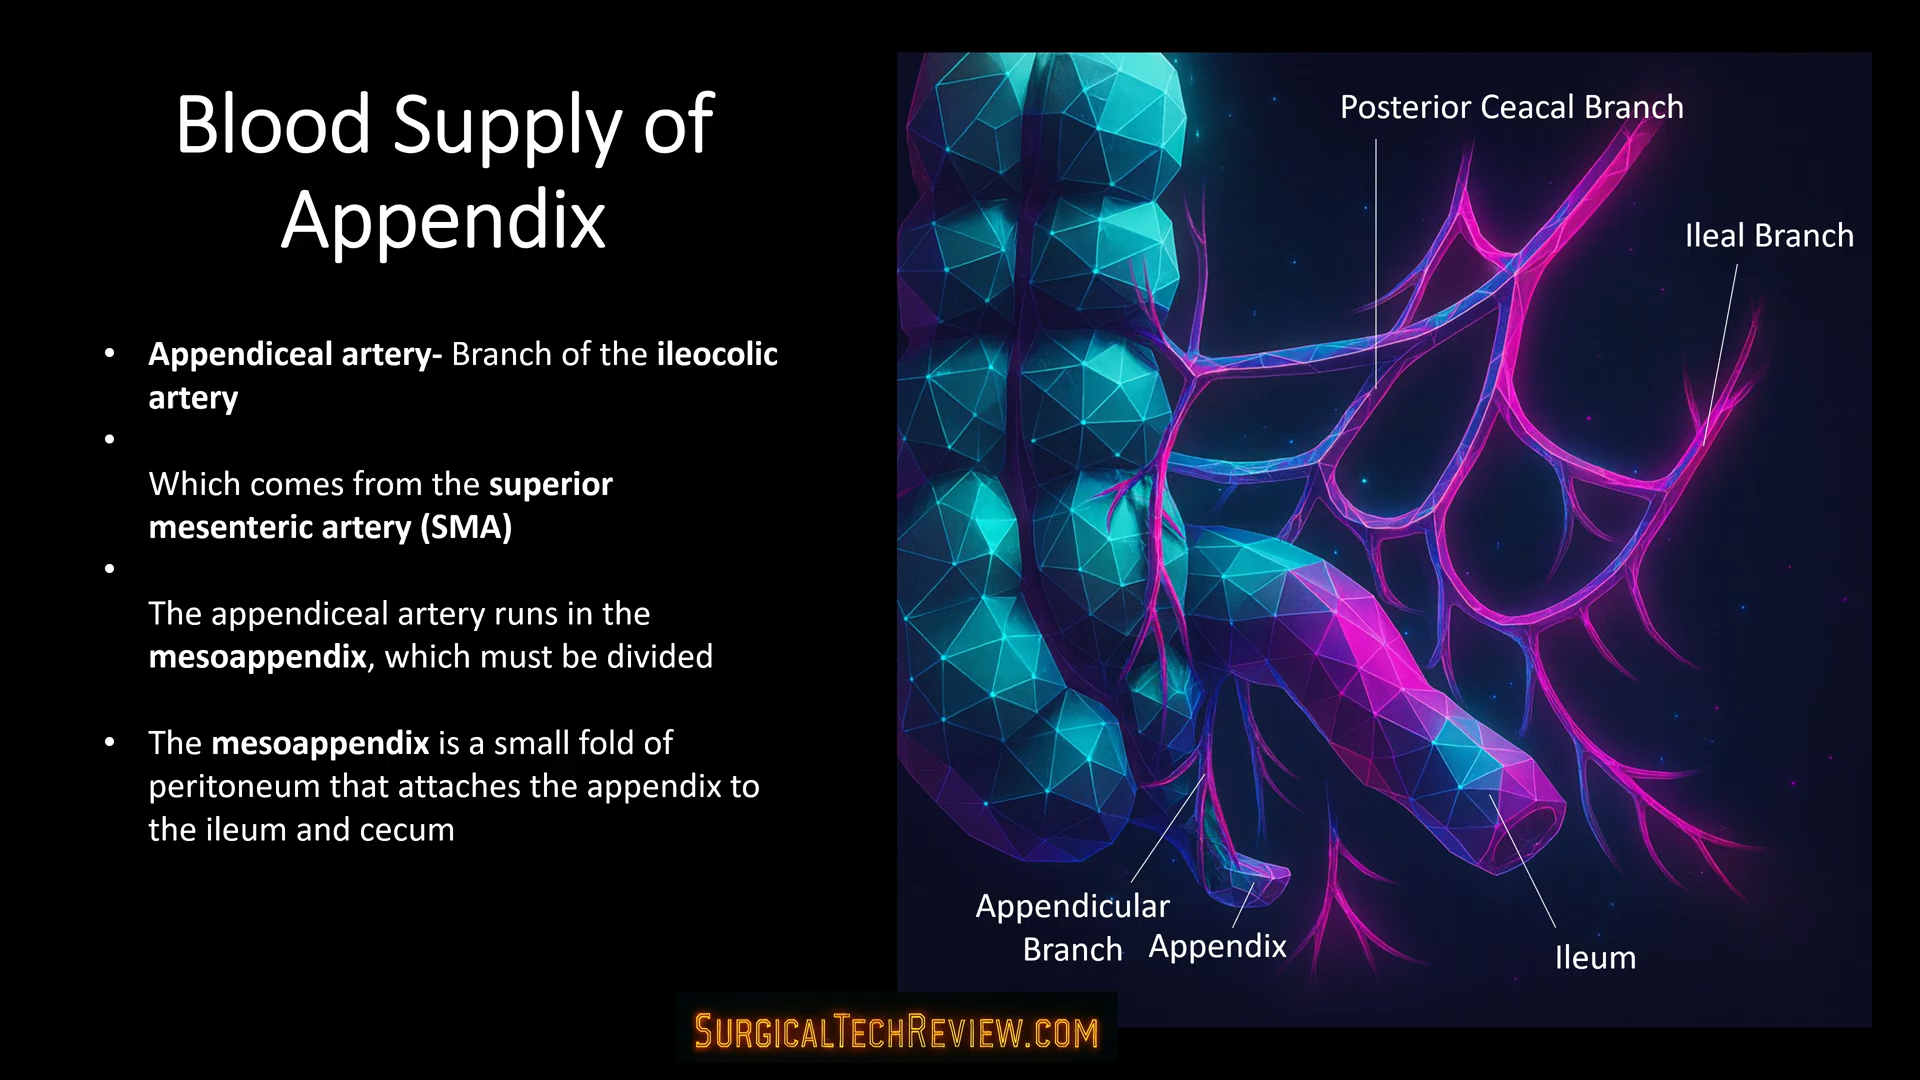 Blood Supply of
Appendix
• Appendiceal artery- Branch of the ileocolic
artery
•
Which comes from the superior
mesenteric artery (SMA)
•
The appendiceal artery runs in the
mesoappendix, which must be divided
• The mesoappendix is a small fold of
peritoneum that attaches the appendix to
the ileum and cecum
Posterior Ceacal Branch
Ileal Branch
Appendicular
Branch
Appendix
Ileum
SURGICALTECHREVIEW.COM